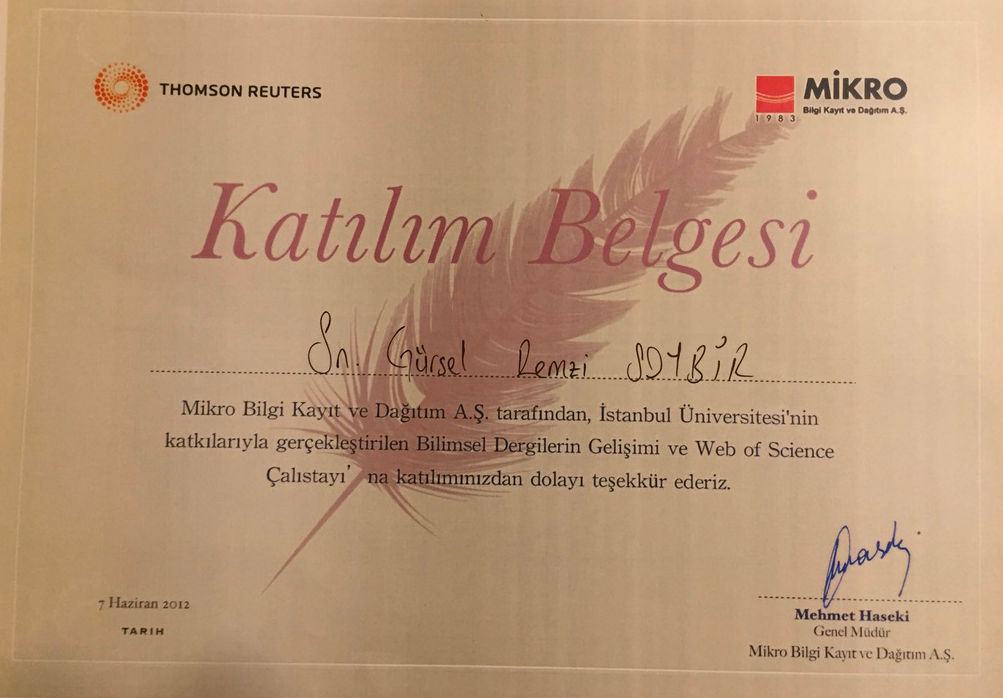 THOMSON REUTERS
MİKRO
Bilgi Kayıt ve Dağıtım A.Ş.
1983
Katılım Belgesi
Sn. Gürsel Remzi SOYBİR
Mikro Bilgi Kayıt ve Dağıtım A.Ş. tarafından, İstanbul Üniversitesi'nin
katkılarıyla gerçekleştirilen Bilimsel Dergilerin Gelişimi ve Web of Science
Çalıstayı' na katılımınızdan dolayı teşekkür ederiz.
7 Haziran 2012
TARIH
Mehmet Haseki
Genel Müdür
Mikro Bilgi Kayıt ve Dağıtım A.Ş.